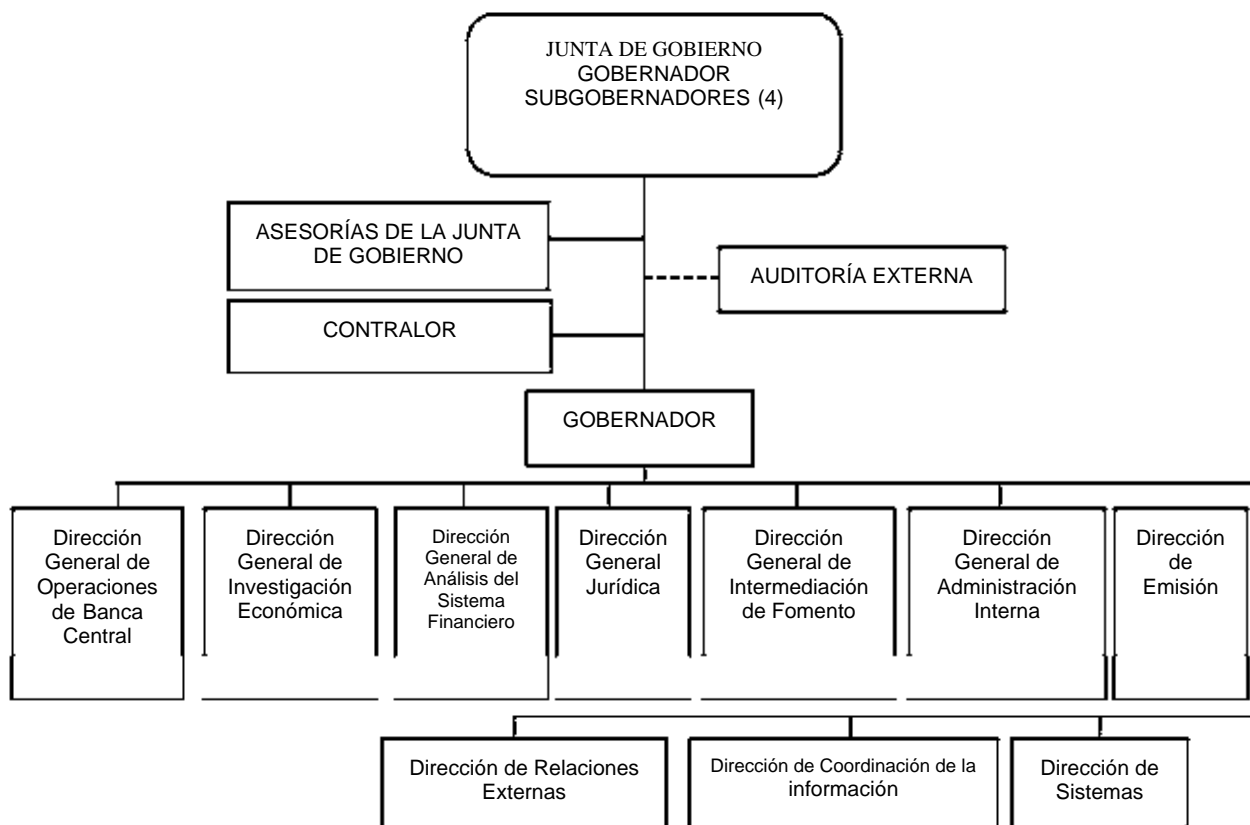 JUNTA DE GOBIERNO
GOBERNADOR
SUBGOBERNADORES (4)
ASESORÍAS DE LA JUNTA
DE GOBIERNO
AUDITORÍA EXTERNA
CONTRALOR
GOBERNADOR
Dirección
General de
Operaciones
de Banca
Central
Dirección
General de
Investigación
Económica
Dirección
General de
Análisis del
Sistema
Financiero
Dirección
General
Jurídica
Dirección
General de
Intermediación
de Fomento
Dirección
General de
Administración
Interna
Dirección
de
Emisión
Dirección de Relaciones
Externas
Dirección de Coordinación de la
información
Dirección de
Sistemas